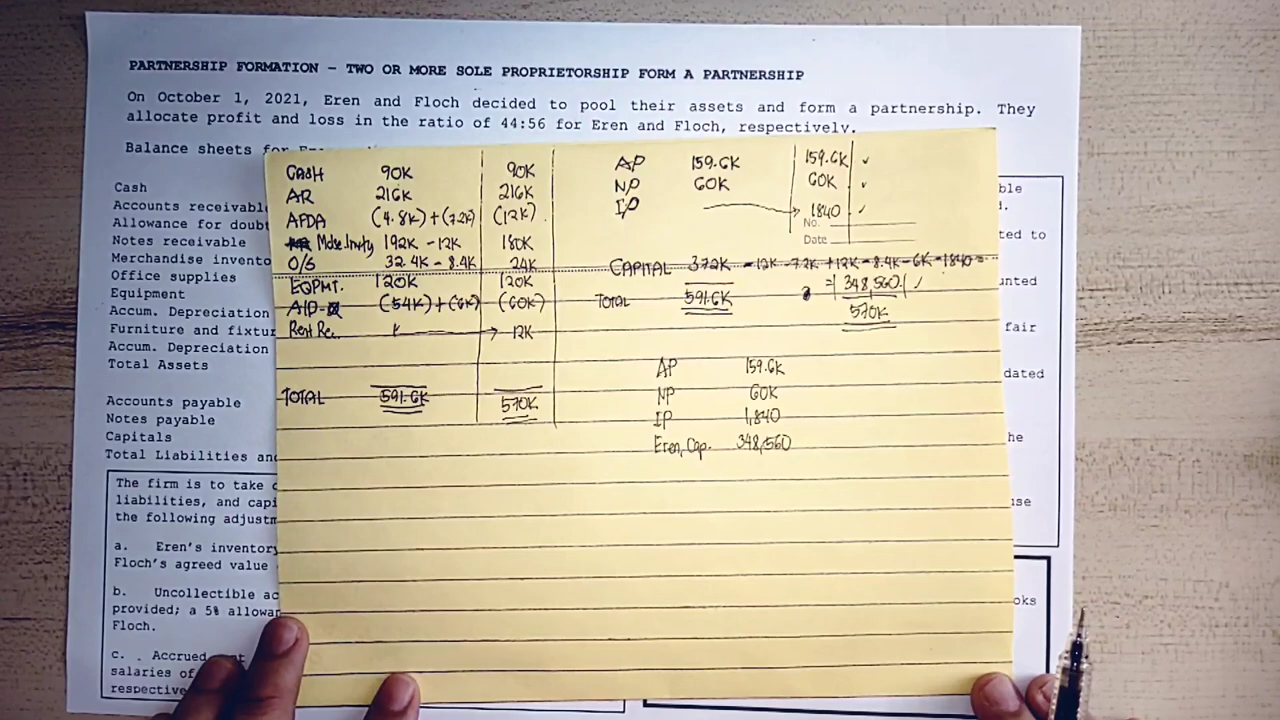 PARTNERSHIP FORMATION – TWO OR MORE SOLE PROPRIETORSHIP FORM A PARTNERSHIP
On October 1, 2021, Eren and Floch decided to pool their assets and form a partnership. They
allocate profit and loss in the ratio of 44:56 for Eren and Floch, respectively.
Balance sheets for
Cash
Accounts receivabl
Allowance for doubt
Notes receivable
Merchandise invento
Office supplies
Equipment
Accum. Depreciation
Furniture and fixtur
Accum. Depreciation
Total Assets
Accounts payable
Notes payable
Capitals
Total Liabilities an
The firm is to take
liabilities, and capi
the following adjustm
a. Eren's inventory
Floch's agreed value
b. Uncollectible ac
provided; a 5% allowan
Floch.
c. . Accrued
salaries of
respective
CASH 90K 90K
AR 216K 216K
AFDA (4.8K)+(7.2K) (12K)
Mdse. Invty 192K -12K 180K
O/S 32.4K - 8.4K 24K
EQPMT. 120K 120K
A/D- (54K)+(6K) (60K)
Rent Re. 12K
TOTAL 591.6K 570K
AP 159.6K 159.6K ✓
NP 60K 60K ✓
IP 1840 ✓
No.
Date
CAPITAL 372K -12K -7.2K +12K -8.4K -6K -1840=
=348,560 ✓
TOTAL 591.6K 570K
AP 159.6K
NP 60K
IP 1,840
Eren, Cap. 348,560
ble
d.
ted to
unted
fair
dated
he
use
oks